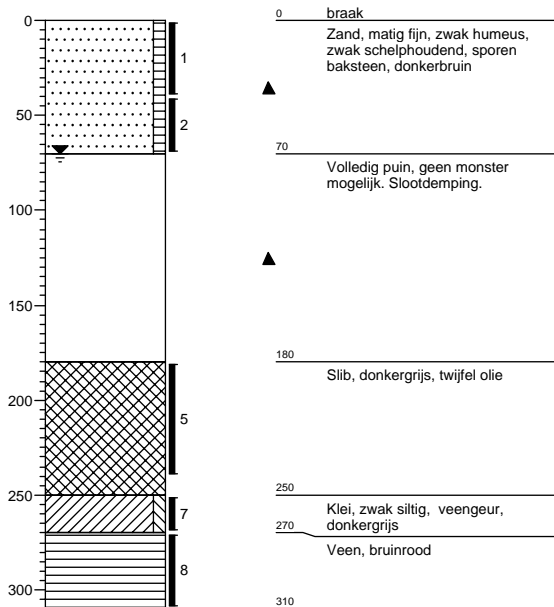 0
50
100
150
200
250
300
1
2
5
7
8
0
braak
Zand, matig fijn, zwak humeus,
zwak schelphoudend, sporen
baksteen, donkerbruin
70
Volledig puin, geen monster
mogelijk. Slootdemping.
180
Slib, donkergrijs, twijfel olie
250
Klei, zwak siltig, veengeur,
donkergrijs
270
Veen, bruinrood
310